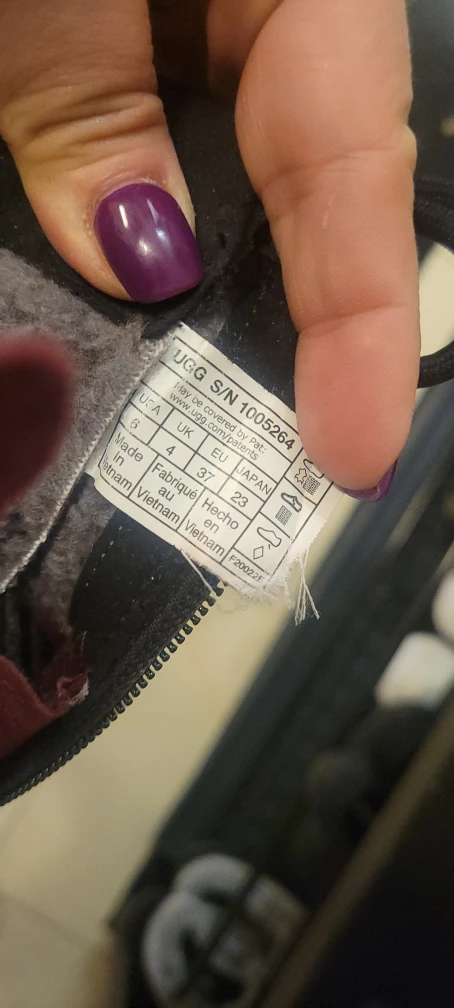 UGG S/N 1005264
May be covered by Pat:
www.ugg.com/patents
USA UK EU JAPAN
6 4 37 23
Made in Vietnam
Fabriqué au Vietnam
Hecho en Vietnam